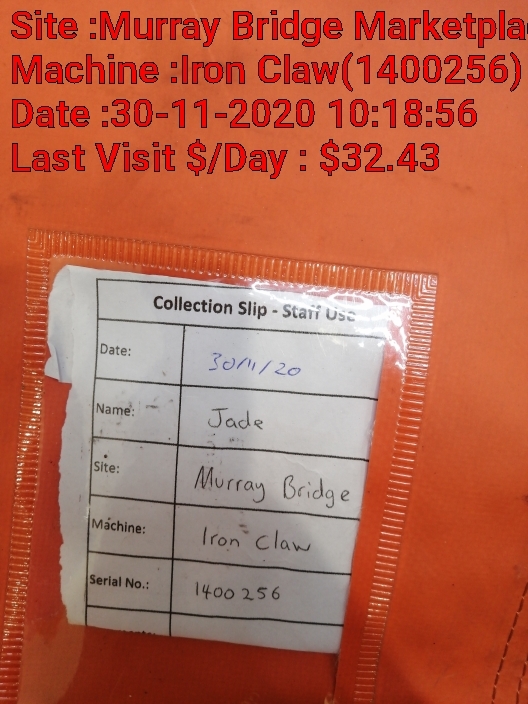 Site :Murray Bridge Marketpla
Machine :Iron Claw(1400256)
Date :30-11-2020 10:18:56
Last Visit $/Day : $32.43
Collection Slip - Staff Use
Date: 30/11/20
Name: Jade
Site: Murray Bridge
Machine: Iron Claw
Serial No.: 1400256